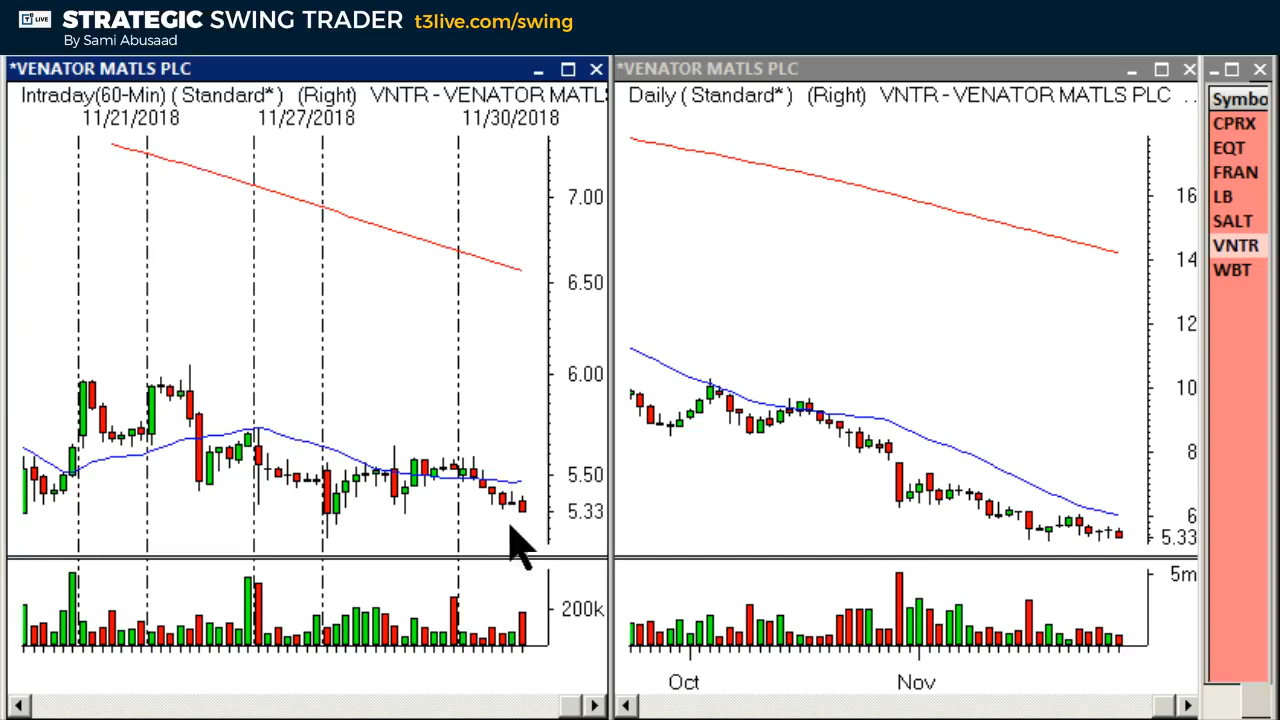 T3 LIVE STRATEGIC SWING TRADER t3live.com/swing
By Sami Abusaad
*VENATOR MATLS PLC
Intraday(60-Min) ( Standard* ) (Right) VNTR - VENATOR MATLS
11/21/2018 11/27/2018 11/30/2018
7.00
6.50
6.00
5.50
5.33
200k
*VENATOR MATLS PLC
Daily ( Standard* ) (Right) VNTR - VENATOR MATLS PLC ..
16
14
12
10
8
6
5.33
5m
Oct Nov
Symbo
CPRX
EQT
FRAN
LB
SALT
VNTR
WBT